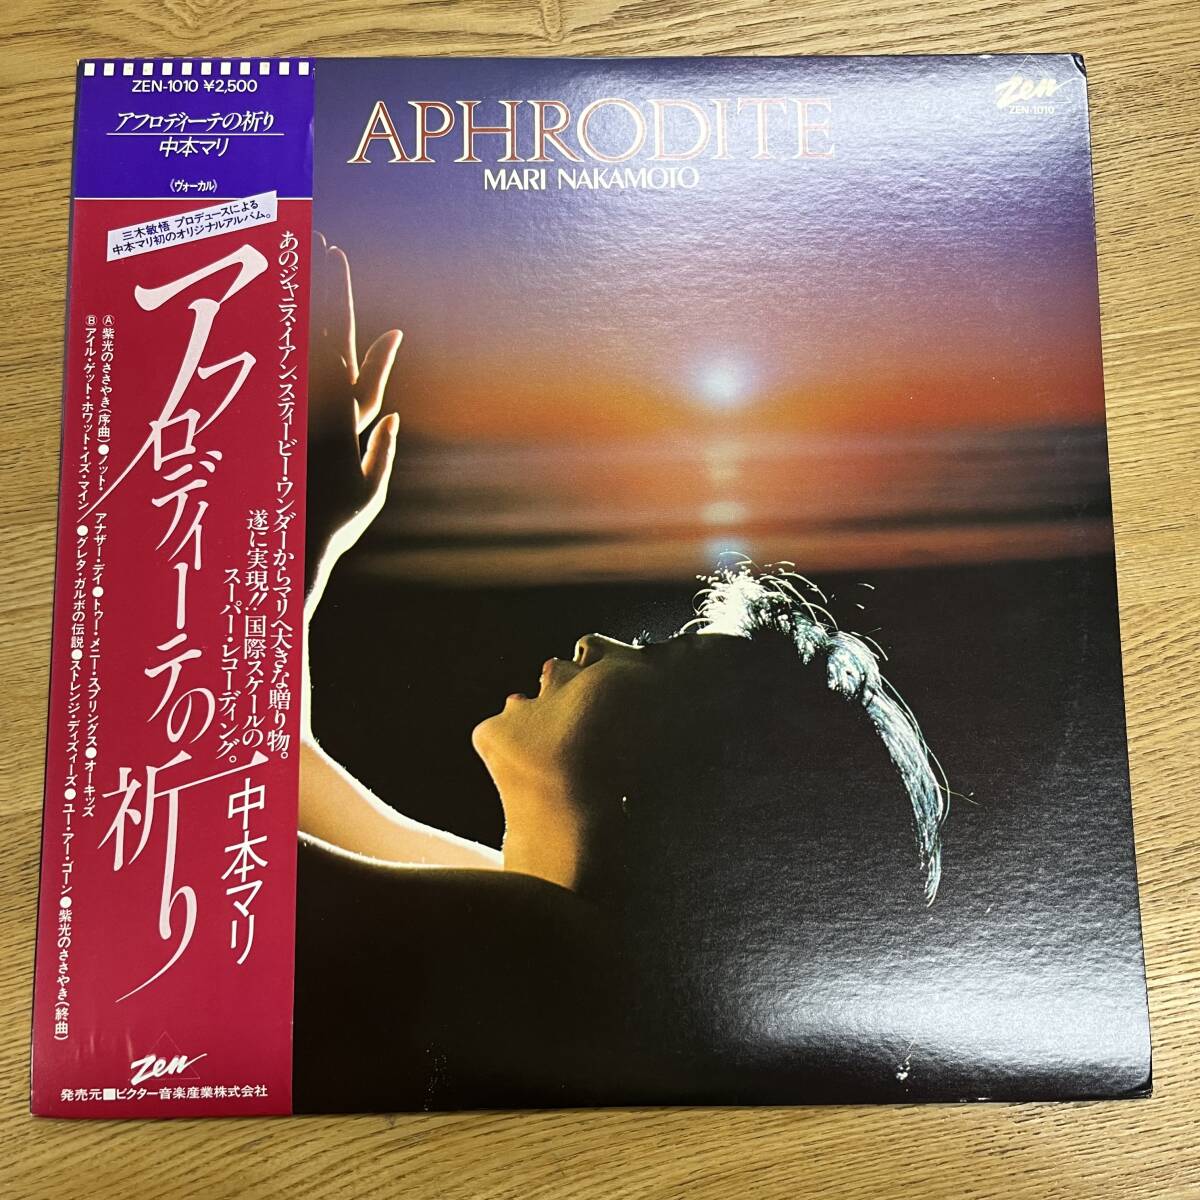 ZEN-1010 ¥2,500
アフロディーテの祈り
中本マリ
《ヴォーカル》
三木敏悟 プロデュースによる
中本マリ初のオリジナルアルバム。
アフロディーテの祈り
中本マリ
あのジャニス・イアン、スティービー・ワンダーからマリへ大きな贈り物。
遂に実現!! 国際スケールの
スーパー・レコーディング。
Ⓐ紫光のささやき(序曲)●ノット・アナザー・デイ●トゥー・メニー・スプリングス●オーキッズ
Ⓑアイル・ゲット・ホワット・イズ・マイン●グレタ・ガルボの伝説●ストレンジ・ディズィーズ●ユー・アー・ゴーン●紫光のささやき(終曲)
Zen
発売元■ビクター音楽産業株式会社
APHRODITE
MARI NAKAMOTO
Zen
ZEN-1010